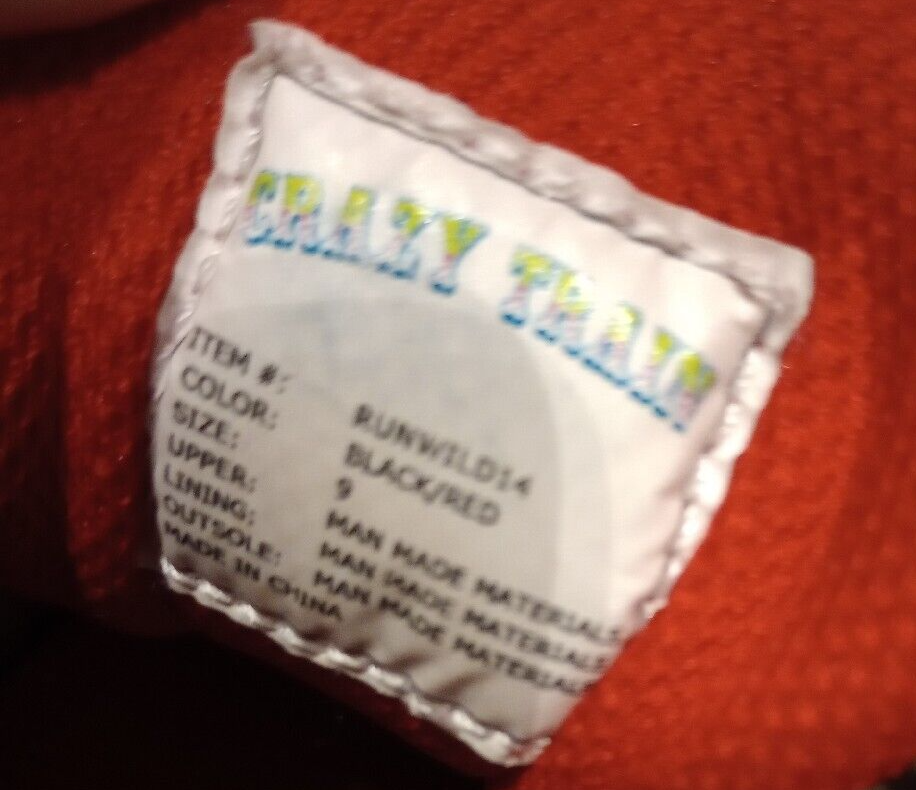 CRAZY TRAIN
ITEM #: RUNWILD14
COLOR: BLACK/RED
SIZE: 9
UPPER: MAN MADE MATERIALS
LINING: MAN MADE MATERIALS
OUTSOLE: MAN MADE MATERIALS
MADE IN CHINA